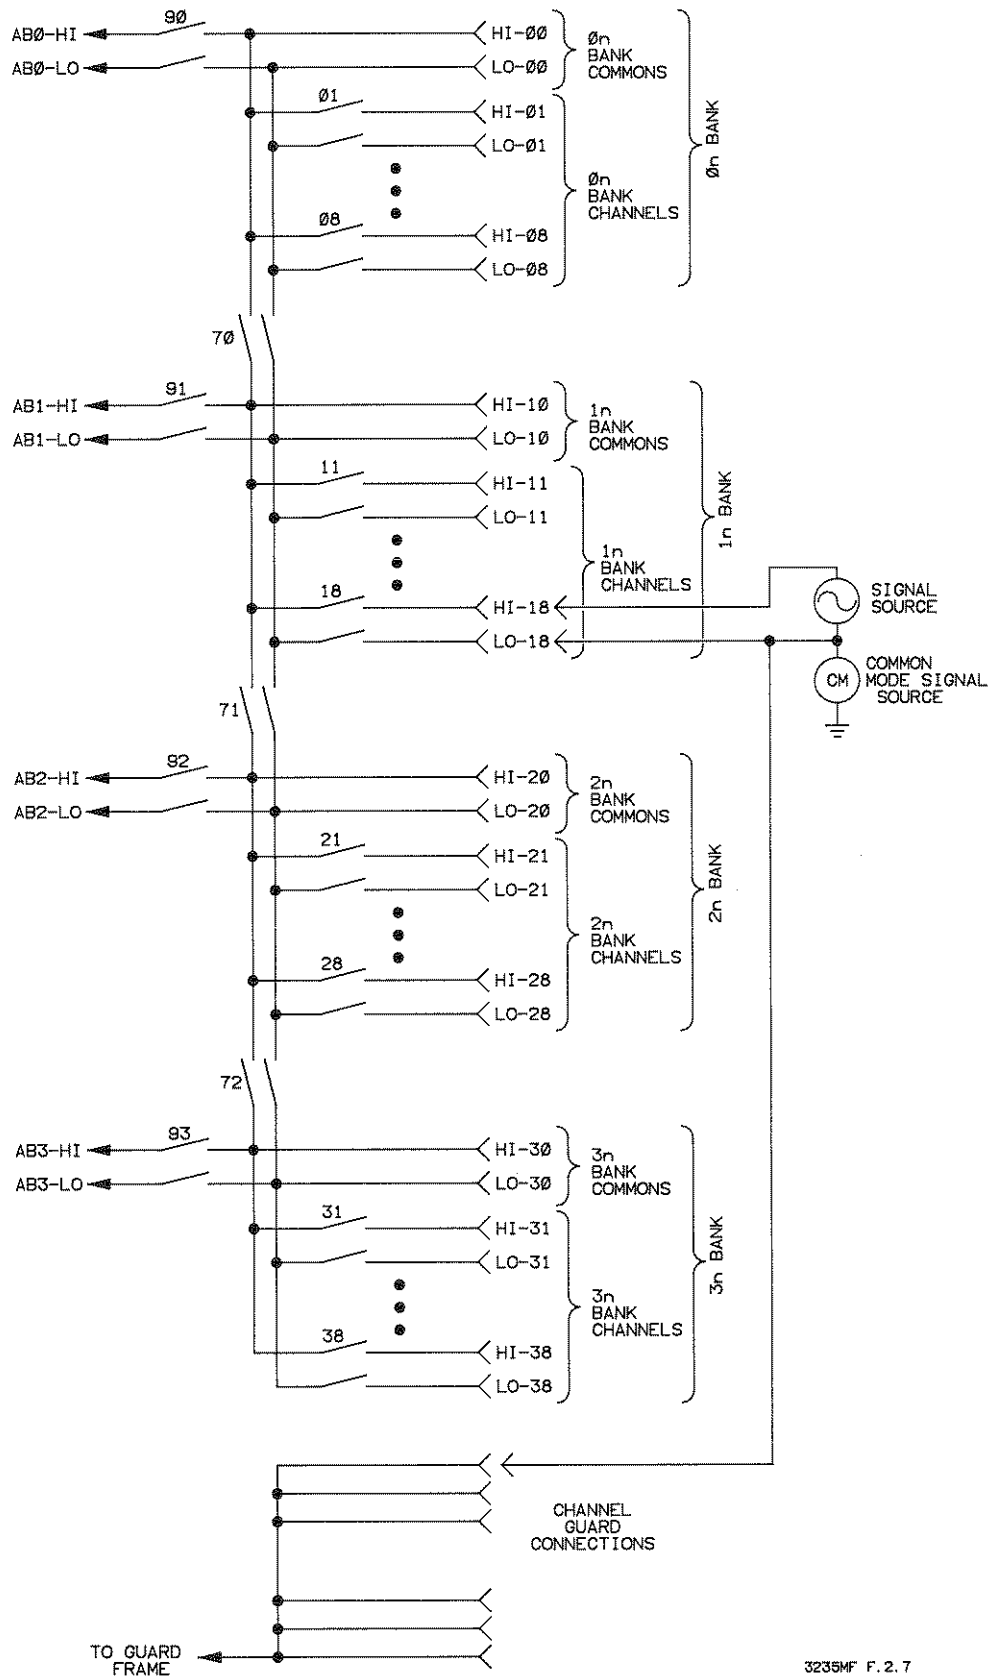 90
AB0-HI
HI-00
AB0-LO
LO-00
0n
BANK
COMMONS
01
HI-01
LO-01
0n
BANK
CHANNELS
08
HI-08
LO-08
0n BANK
70
91
AB1-HI
HI-10
AB1-LO
LO-10
1n
BANK
COMMONS
11
HI-11
LO-11
1n
BANK
CHANNELS
18
HI-18
LO-18
1n BANK
SIGNAL
SOURCE
CM
COMMON
MODE SIGNAL
SOURCE
71
92
AB2-HI
HI-20
AB2-LO
LO-20
2n
BANK
COMMONS
21
HI-21
LO-21
2n
BANK
CHANNELS
28
HI-28
LO-28
2n BANK
72
93
AB3-HI
HI-30
AB3-LO
LO-30
3n
BANK
COMMONS
31
HI-31
LO-31
3n
BANK
CHANNELS
38
HI-38
LO-38
3n BANK
CHANNEL
GUARD
CONNECTIONS
TO GUARD
FRAME
3235MF F.2.7